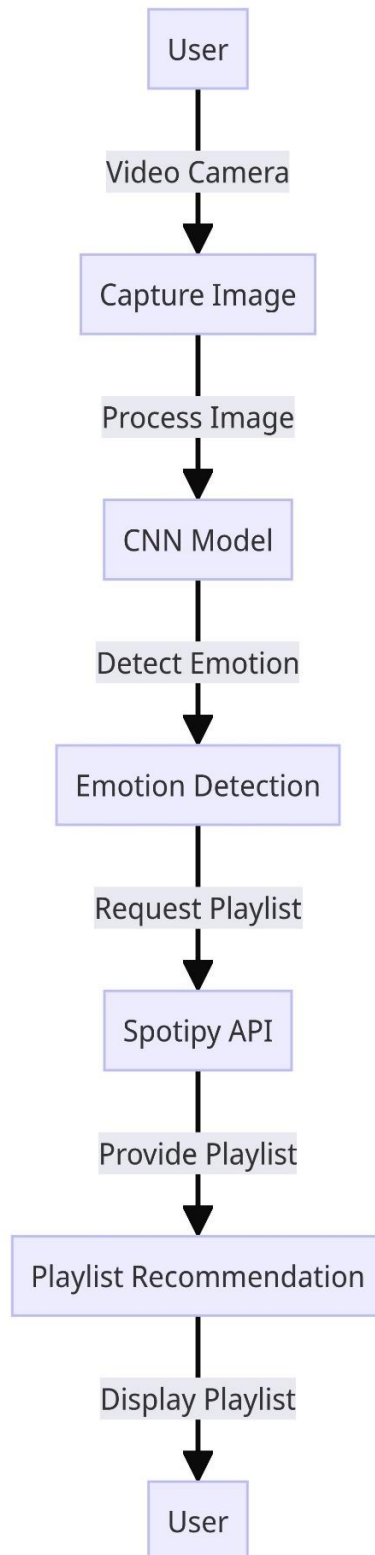 User
Video Camera
Capture Image
Process Image
CNN Model
Detect Emotion
Emotion Detection
Request Playlist
Spotipy API
Provide Playlist
Playlist Recommendation
Display Playlist
User